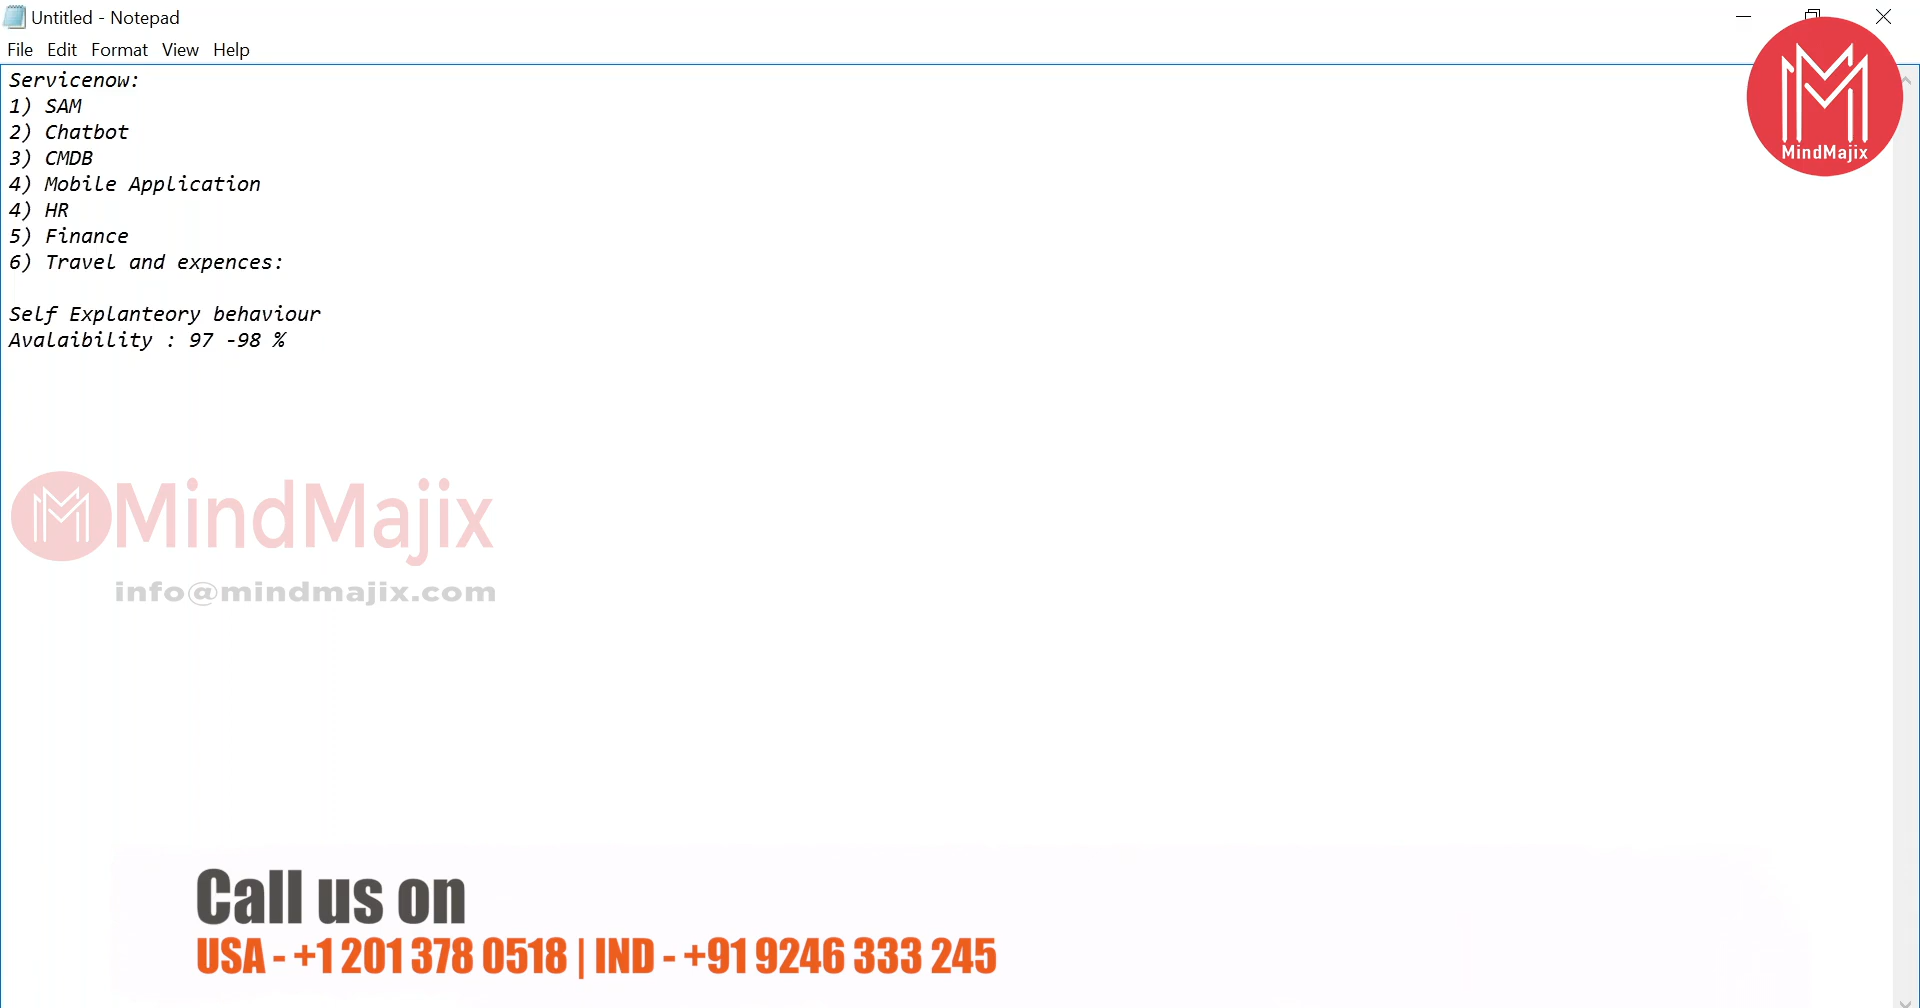 Untitled - Notepad
File Edit Format View Help
Servicenow:
1) SAM
2) Chatbot
3) CMDB
4) Mobile Application
4) HR
5) Finance
6) Travel and expences:
Self Explanteory behaviour
Avalaibility : 97 -98 %
MindMajix
MindMajix
info@mindmajix.com
Call us on
USA - +1 201 378 0518 | IND - +91 9246 333 245